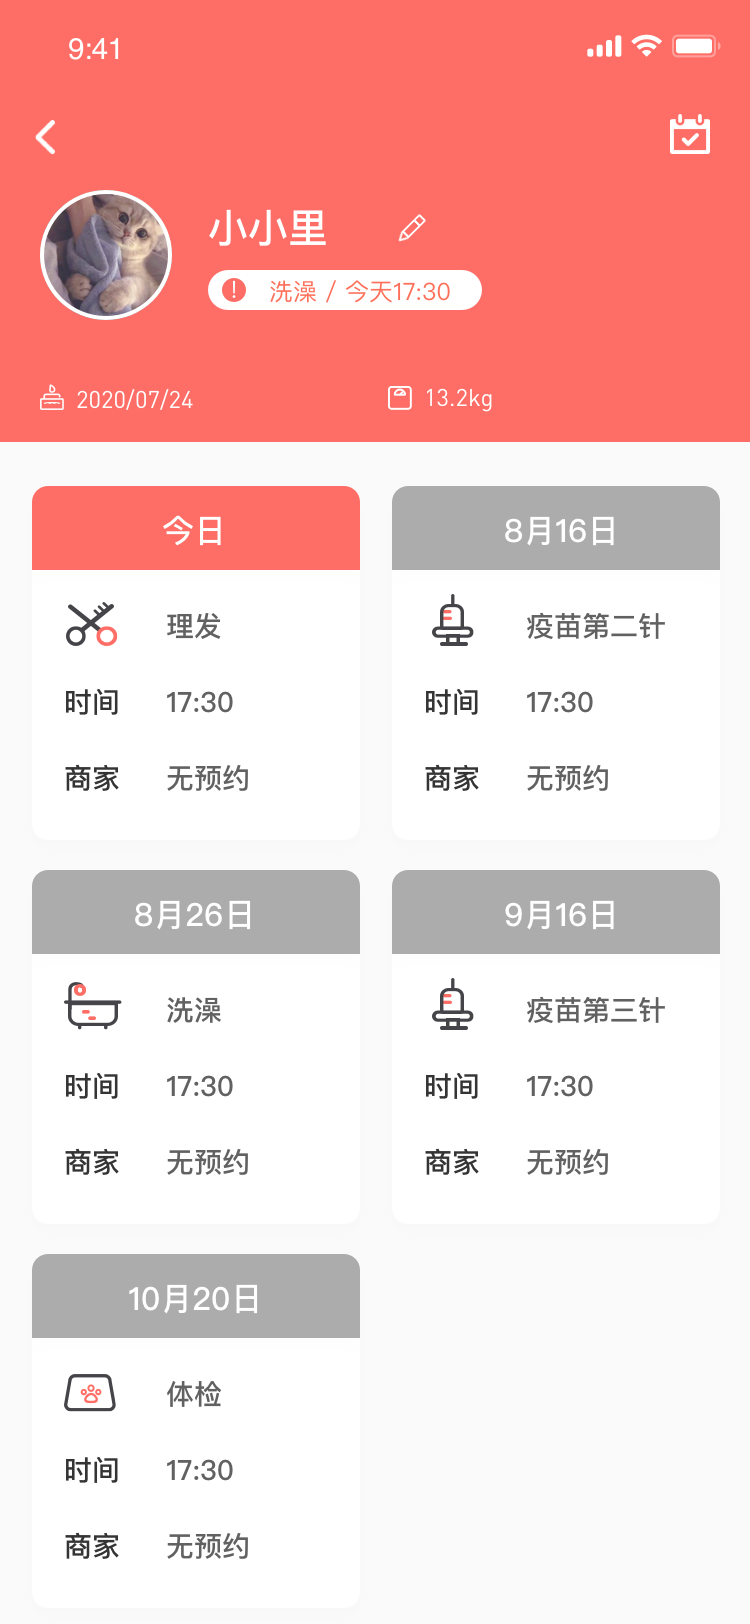 9:41
小小里
洗澡 / 今天17:30
2020/07/24
13.2kg
今日
理发
时间 17:30
商家 无预约
8月16日
疫苗第二针
时间 17:30
商家 无预约
8月26日
洗澡
时间 17:30
商家 无预约
9月16日
疫苗第三针
时间 17:30
商家 无预约
10月20日
体检
时间 17:30
商家 无预约